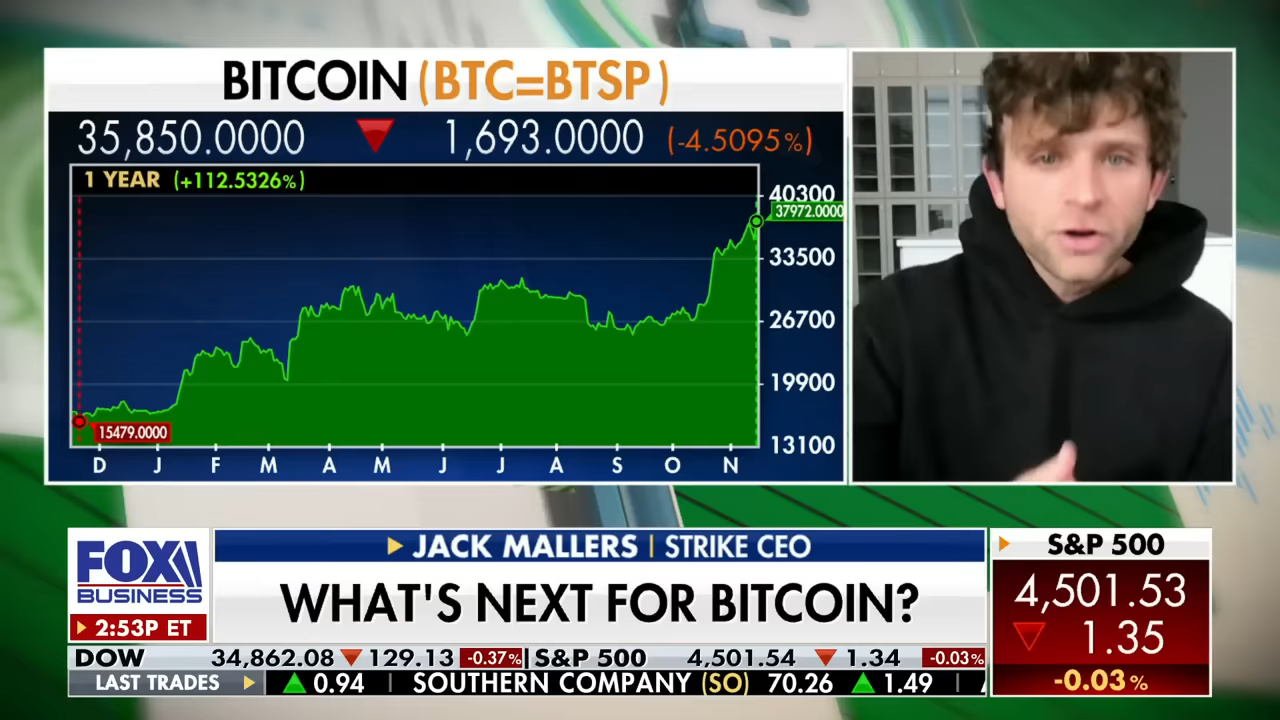 BITCOIN (BTC=BTSP )
35,850.0000 1,693.0000 (-4.5095%)
1 YEAR (+112.5326%)
40300
37972.0000
33500
26700
19900
13100
15479.0000
D J F M A M J J A S O N
JACK MALLERS | STRIKE CEO
WHAT'S NEXT FOR BITCOIN?
FOX
BUSINESS
2:53P ET
S&P 500
4,501.53
1.35
-0.03%
DOW 34,862.08 129.13 -0.37% | S&P 500 4,501.54 1.34 -0.03%
LAST TRADES 0.94 | SOUTHERN COMPANY (SO) 70.26 1.49 |